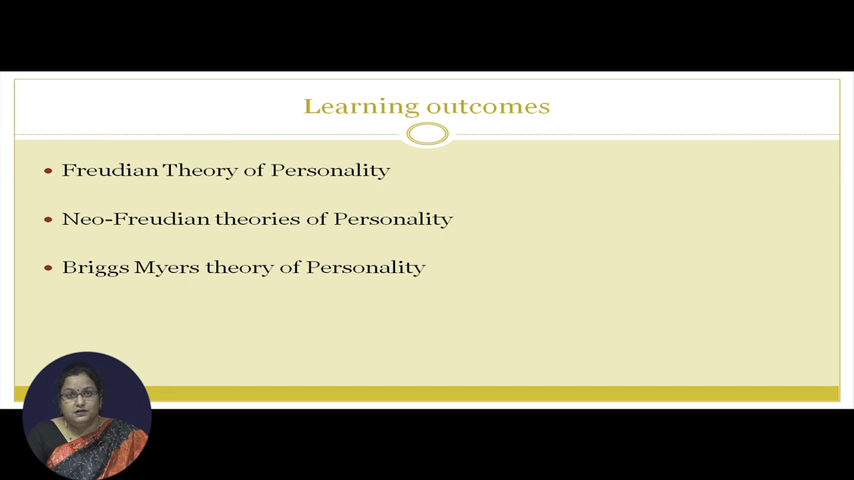 Learning outcomes
Freudian Theory of Personality
Neo-Freudian theories of Personality
Briggs Myers theory of Personality